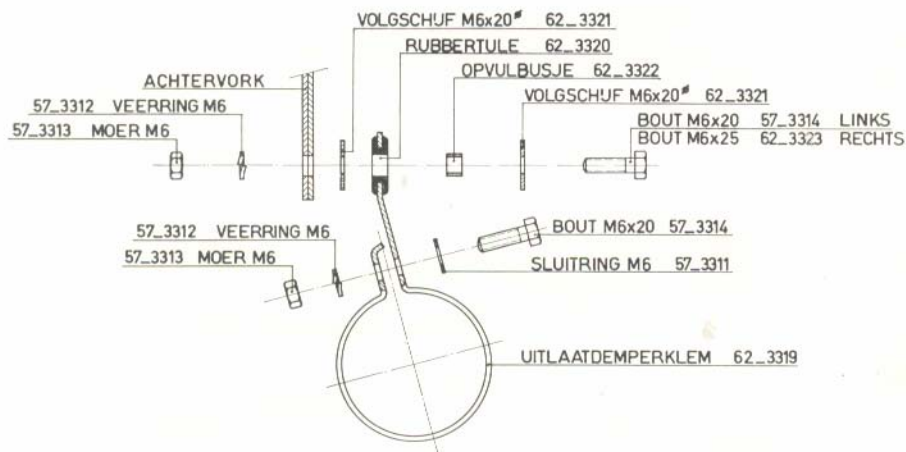 VOLGSCHIJF M6x20ø 62_3321
RUBBERTULE 62_3320
ACHTERVORK
OPVULBUSJE 62_3322
57_3312 VEERRING M6
VOLGSCHIJF M6x20ø 62_3321
57_3313 MOER M6
BOUT M6x20 57_3314 LINKS
BOUT M6x25 62_3323 RECHTS
57_3312 VEERRING M6
BOUT M6x20 57_3314
57_3313 MOER M6
SLUITRING M6 57_3311
UITLAATDEMPERKLEM 62_3319